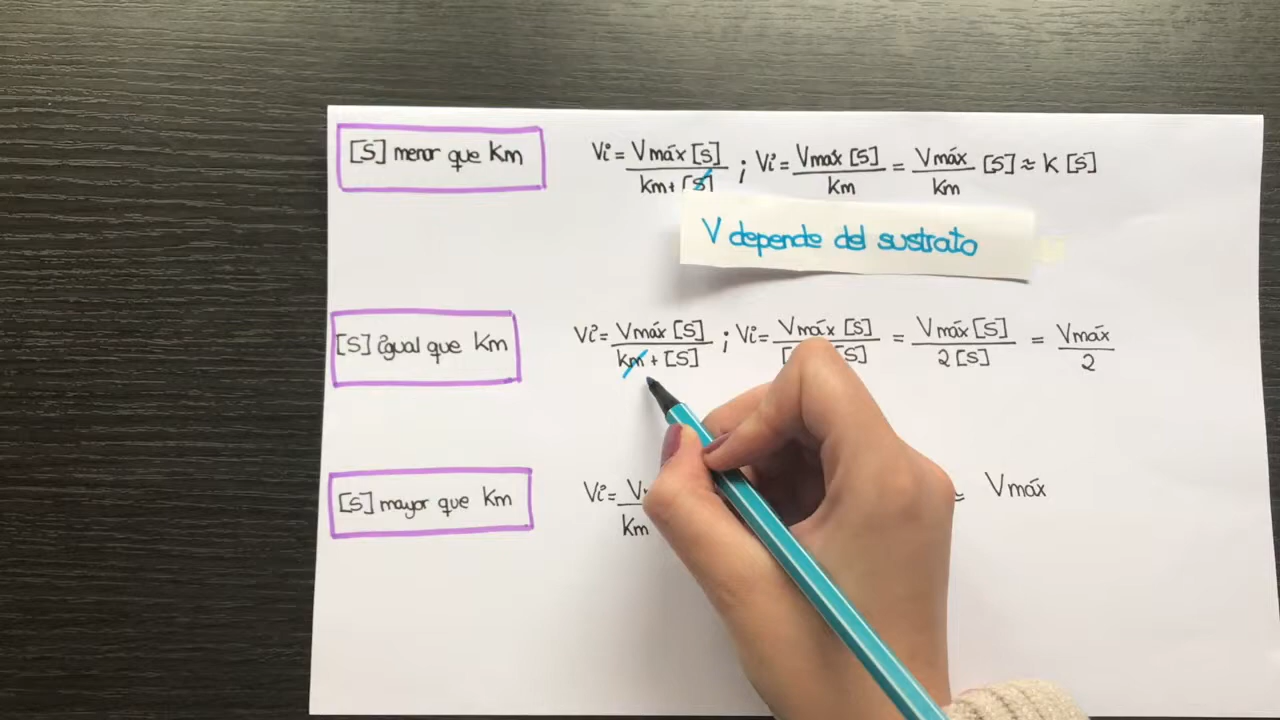 [S] menor que Km
Vi = Vmáx [S] / Km + [S] ; Vi = Vmáx [S] / Km = Vmáx / Km [S] ≈ K [S]
V depende del sustrato
[S] igual que Km
Vi = Vmáx [S] / Km + [S] ; Vi = Vmáx [S] / [S] = Vmáx [S] / 2 [S] = Vmáx / 2
[S] mayor que Km
Vi = / Km ≈ Vmáx